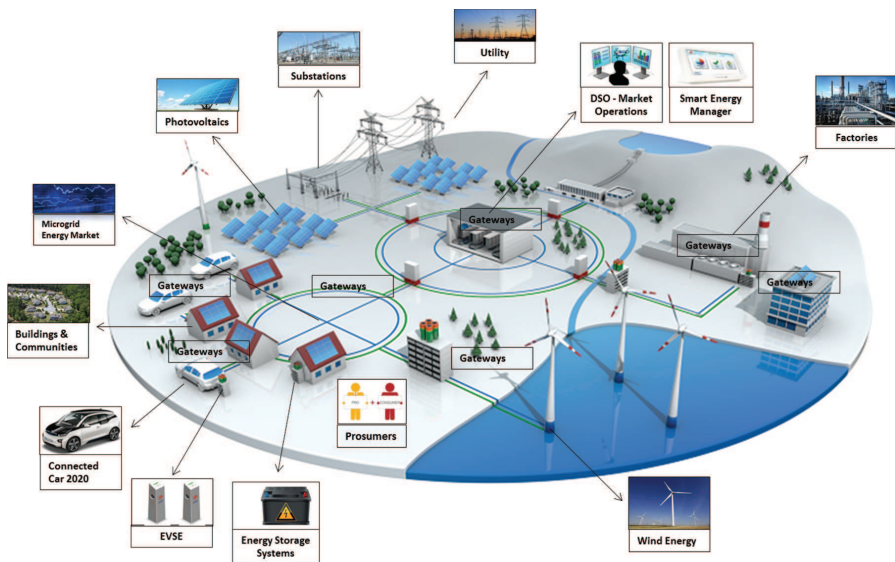 Utility
Substations
DSO - Market
Operations
Smart Energy
Manager
Factories
Photovoltaics
Microgrid
Energy Market
Gateways
Gateways
Gateways
Gateways
Gateways
Buildings &
Communities
Gateways
Gateways
Prosumers
Connected
Car 2020
EVSE
Energy Storage
Systems
Wind Energy